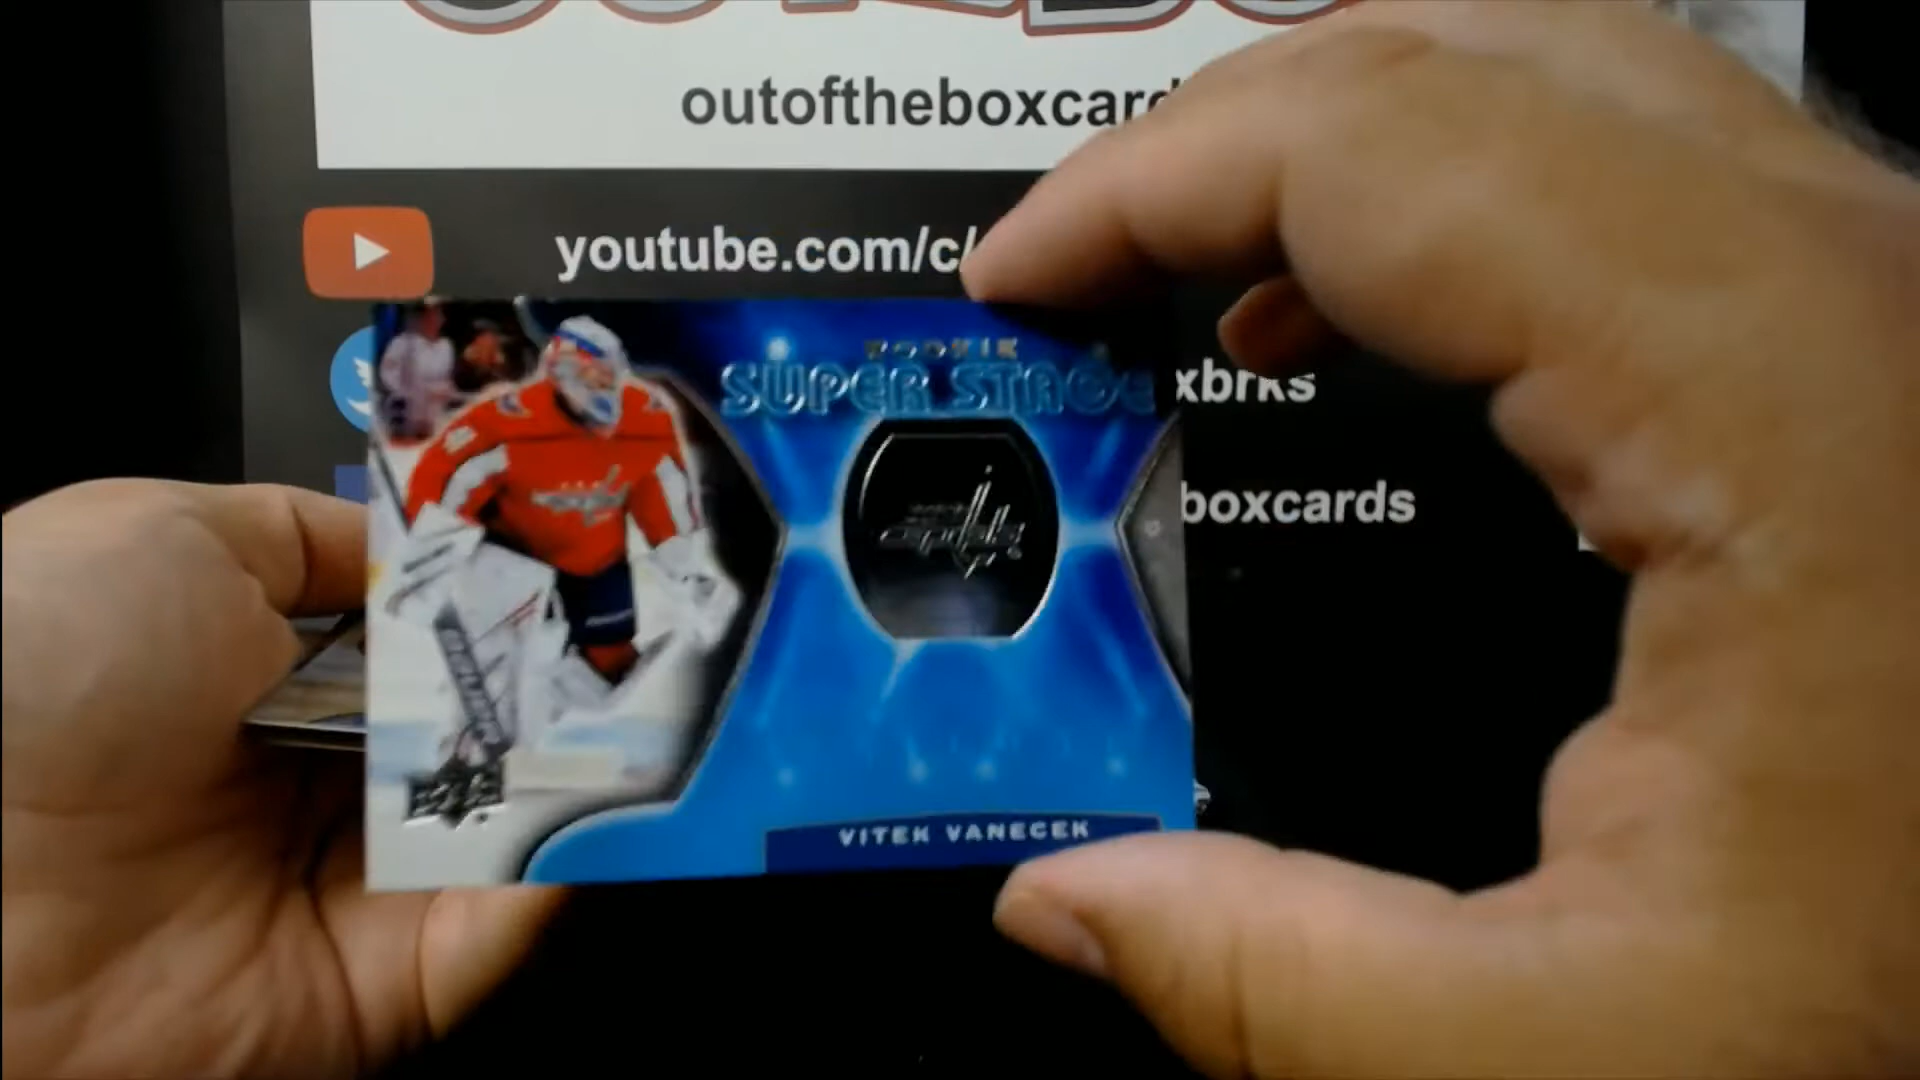 outoftheboxcard
youtube.com/c/
xbrks
boxcards
ROOKIE
SUPER STAGE
VITEK VANECEK